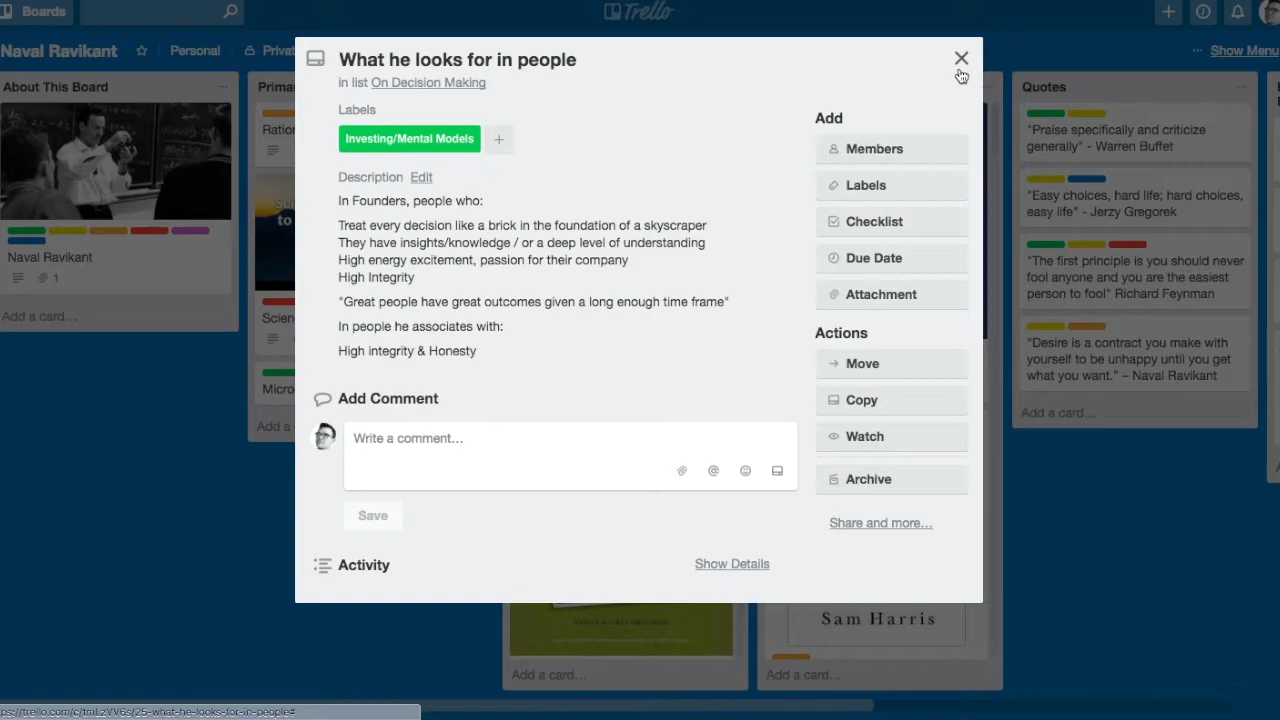 Boards
Trello
Naval Ravikant
Personal
Show Menu
About This Board
Naval Ravikant
1
Add a card…
Add a
What he looks for in people
in list On Decision Making
Labels
Investing/Mental Models
Description Edit
In Founders, people who:
Treat every decision like a brick in the foundation of a skyscraper
They have insights/knowledge / or a deep level of understanding
High energy excitement, passion for their company
High Integrity
"Great people have great outcomes given a long enough time frame"
In people he associates with:
High integrity & Honesty
Add Comment
Write a comment…
Save
Activity
Show Details
Add
Members
Labels
Checklist
Due Date
Attachment
Actions
Move
Copy
Watch
Archive
Share and more…
Add a card…
Sam Harris
Add a card…
Quotes
"Praise specifically and criticize
generally" - Warren Buffet
"Easy choices, hard life; hard choices,
easy life" - Jerzy Gregorek
"The first principle is you should never
fool anyone and you are the easiest
person to fool" Richard Feynman
"Desire is a contract you make with
yourself to be unhappy until you get
what you want." – Naval Ravikant
Add a card…